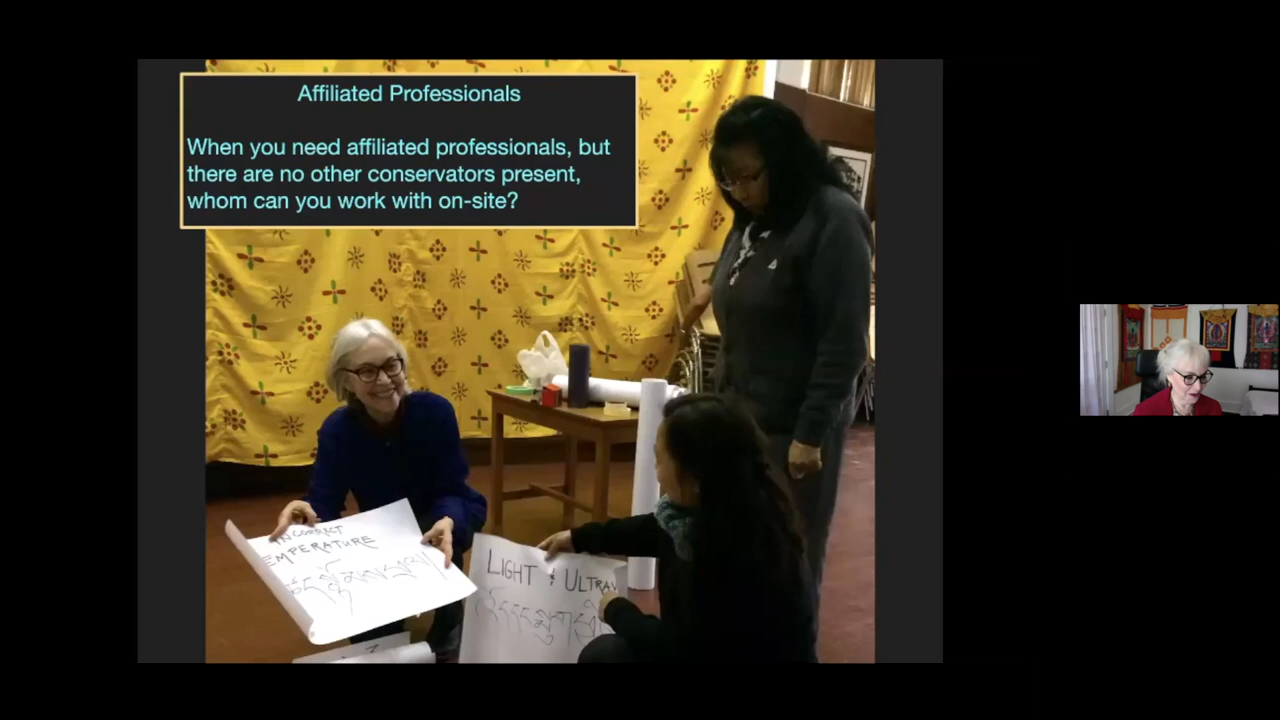 Affiliated Professionals
When you need affiliated professionals, but
there are no other conservators present,
whom can you work with on-site?
INCORRECT
TEMPERATURE
LIGHT &